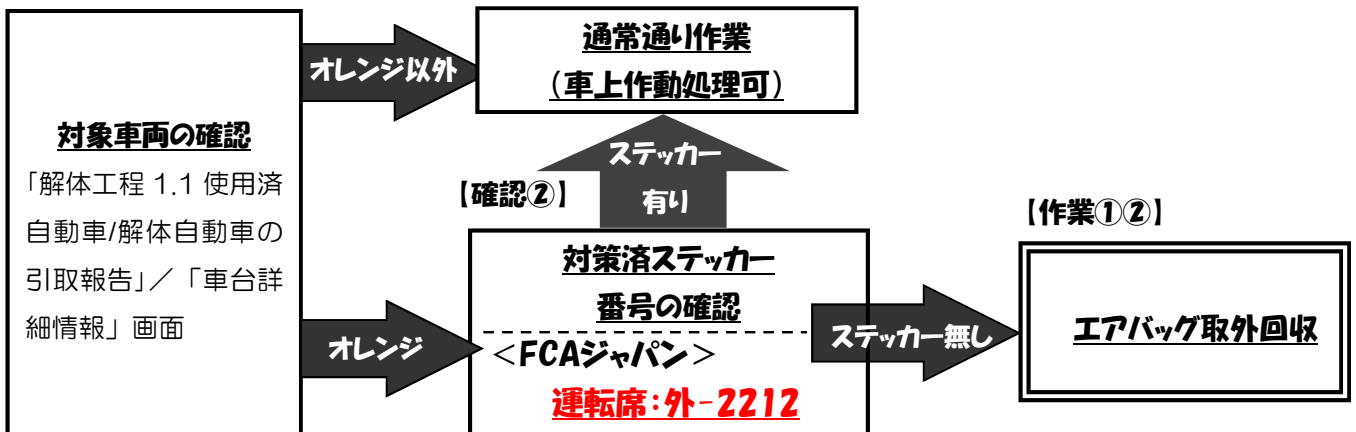 対象車両の確認
「解体工程 1.1 使用済
自動車/解体自動車の
引取報告」／「車台詳
細情報」画面
オレンジ以外
通常通り作業
（車上作動処理可）
ステッカー
有り
【確認②】
オレンジ
対策済ステッカー
番号の確認
＜FCAジャパン＞
運転席：外-2212
ステッカー無し
【作業①②】
エアバッグ取外回収